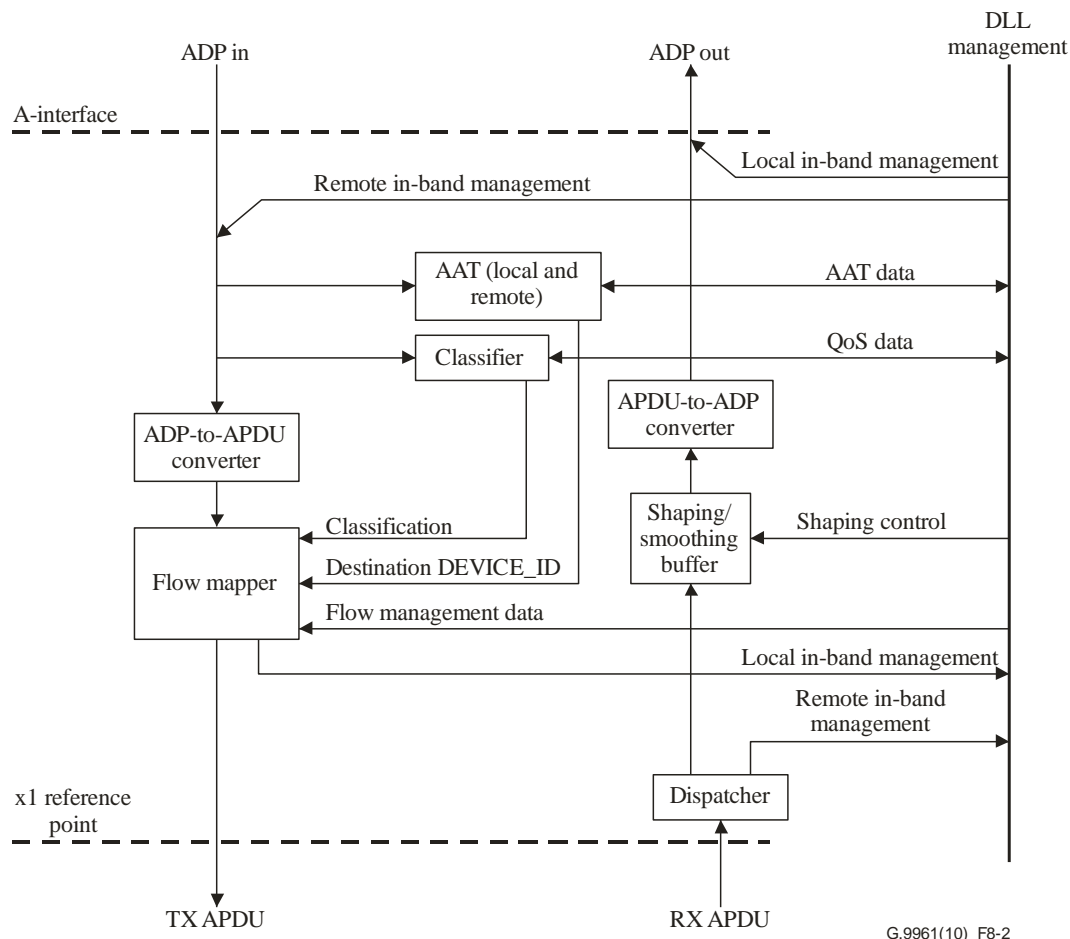 ADP in
ADP out
DLL
management
A-interface
Local in-band management
Remote in-band management
AAT (local and
remote)
AAT data
Classifier
QoS data
ADP-to-APDU
converter
APDU-to-ADP
converter
Shaping/
smoothing
buffer
Shaping control
Flow mapper
Classification
Destination DEVICE_ID
Flow management data
Local in-band management
Remote in-band
management
x1 reference
point
Dispatcher
TX APDU
RX APDU
G.9961(10)_F8-2